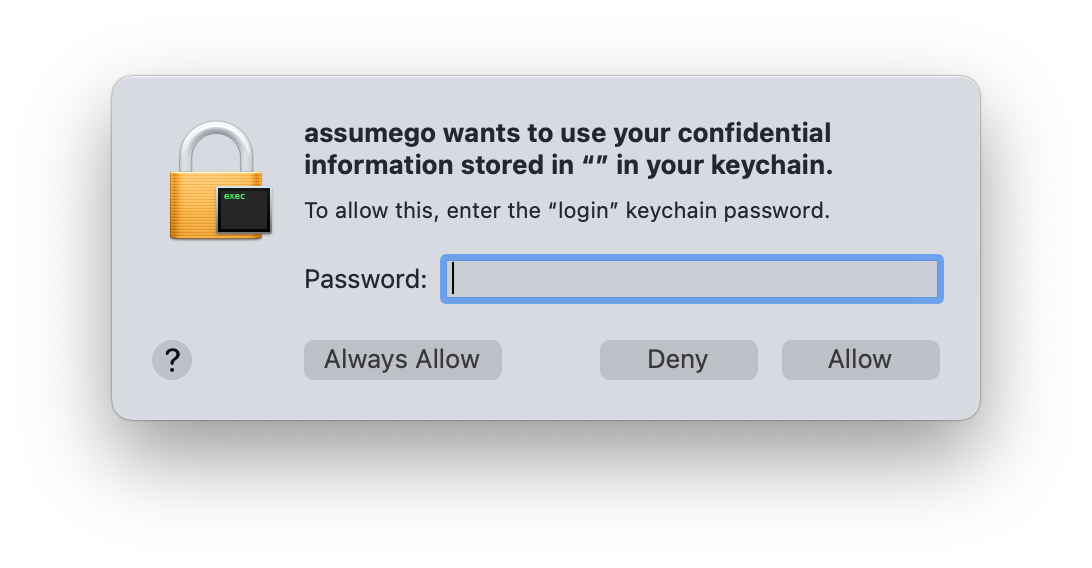 assumego wants to use your confidential
information stored in “” in your keychain.
To allow this, enter the “login” keychain password.
exec
Password:
?
Always Allow
Deny
Allow